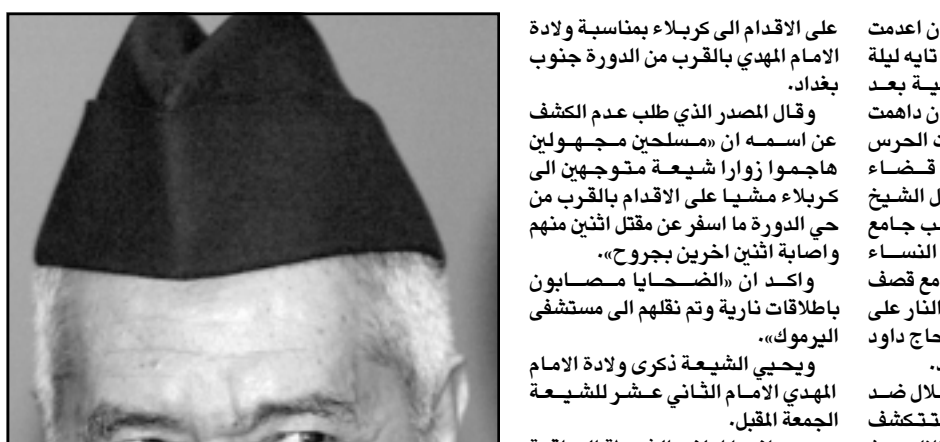 على الاقدام الى كربلاء بمناسبة ولادة
الامام المهدي بالقرب من الدورة جنوب
بغداد.
وقال المصدر الذي طلب عدم الكشف
عن اسمه ان «مسلحين مجهولين
هاجموا زوارا شيعة متوجهين الى
كربلاء مشيا على الاقدام بالقرب من
حي الدورة ما اسفر عن مقتل اثنين منهم
واصابة اثنين اخرين بجروح».
واكد ان «الضحايا مصابون
باطلاقات نارية وتم نقلهم الى مستشفى
اليرموك».
ويحيي الشيعة ذكرى ولادة الامام
المهدي الامام الثاني عشر للشيعة
الجمعة المقبل.
ن اعدمت
تايه ليلة
ية بعد
ن داهمت
ت الحرس
قضاء
ل الشيخ
ب جامع
النساء
مع قصف
النار على
حاج داود
د.
لال ضد
تتكشف